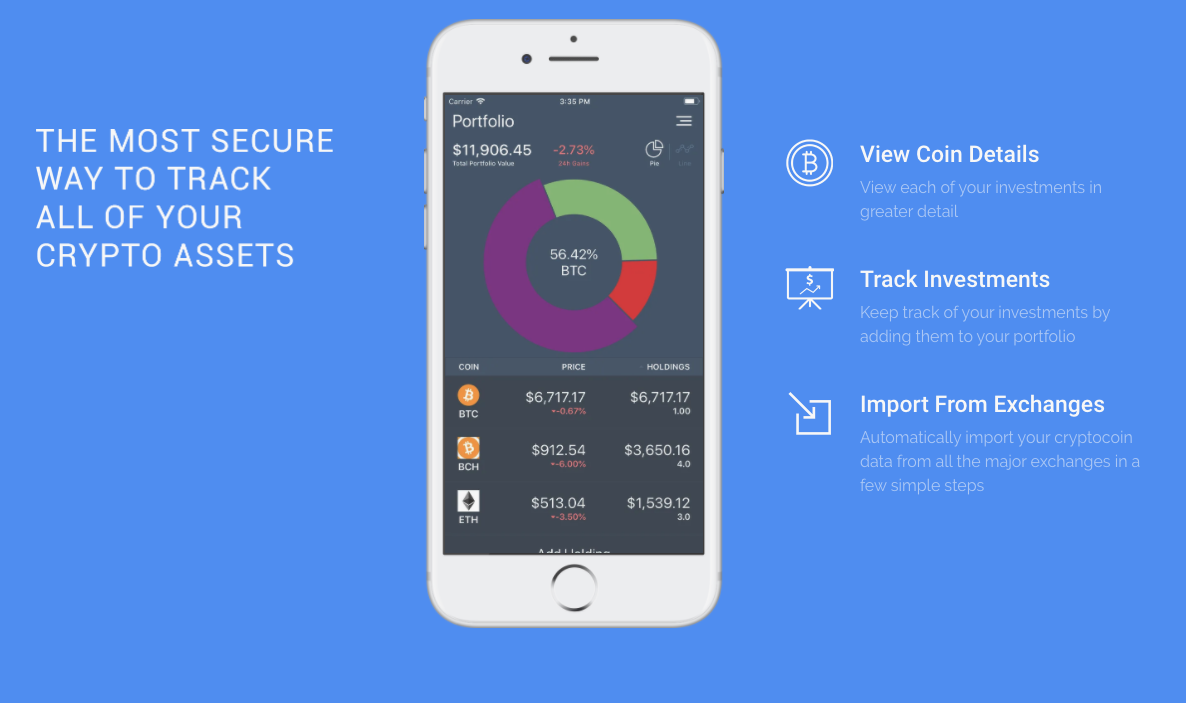 THE MOST SECURE
WAY TO TRACK
ALL OF YOUR
CRYPTO ASSETS
Carrier 3:35 PM
Portfolio
$11,906.45 -2.73%
Total Portfolio Value 24h Gains Pie Line
56.42%
BTC
COIN PRICE HOLDINGS
$6,717.17 $6,717.17
BTC -0.67% 1.00
$912.54 $3,650.16
BCH -6.00% 4.0
$513.04 $1,539.12
ETH -3.50% 3.0
Add Holding
View Coin Details
View each of your investments in
greater detail
Track Investments
Keep track of your investments by
adding them to your portfolio
Import From Exchanges
Automatically import your cryptocoin
data from all the major exchanges in a
few simple steps